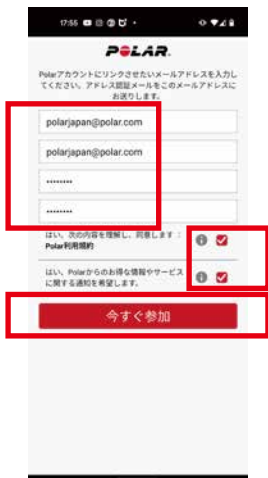 17:55
POLAR.
Polarアカウントにリンクさせたいメールアドレスを入力し
てください。アドレス認証メールをこのメールアドレスに
お送りします。
polarjapan@polar.com
polarjapan@polar.com
••••••••
••••••••
はい、次の内容を理解し、同意します：
Polar利用規約
はい、Polarからのお得な情報やサービス
に関する通知を希望します。
今すぐ参加